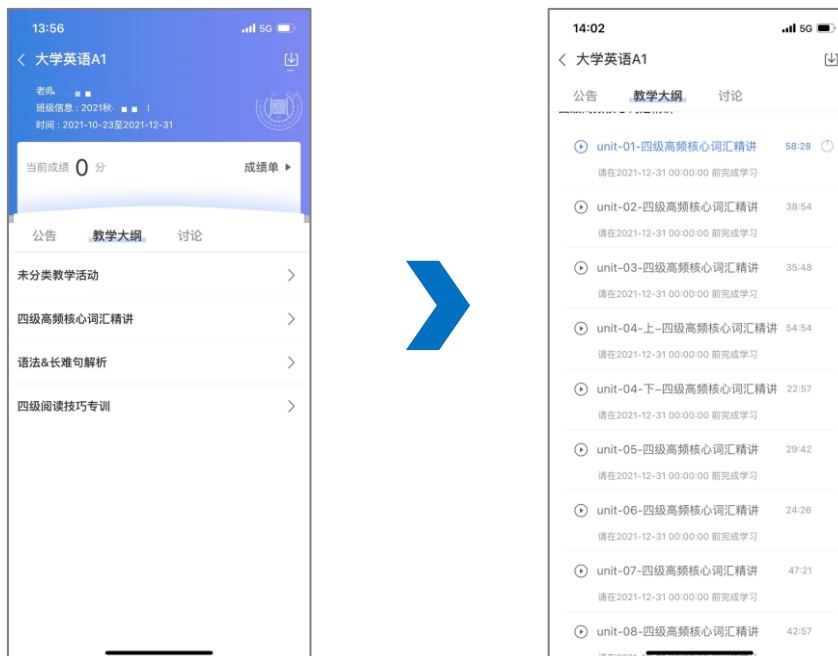 13:56
5G
大学英语A1
老师
班级信息：2021秋
时间：2021-10-23至2021-12-31
当前成绩 0 分
成绩单
公告 教学大纲 讨论
未分类教学活动
四级高频核心词汇精讲
语法&长难句解析
四级阅读技巧专训
14:02
5G
大学英语A1
公告 教学大纲 讨论
unit-01-四级高频核心词汇精讲 58:28
请在2021-12-31 00:00:00 前完成学习
unit-02-四级高频核心词汇精讲 38:54
请在2021-12-31 00:00:00 前完成学习
unit-03-四级高频核心词汇精讲 35:48
请在2021-12-31 00:00:00 前完成学习
unit-04-上-四级高频核心词汇精讲 54:54
请在2021-12-31 00:00:00 前完成学习
unit-04-下-四级高频核心词汇精讲 22:57
请在2021-12-31 00:00:00 前完成学习
unit-05-四级高频核心词汇精讲 29:42
请在2021-12-31 00:00:00 前完成学习
unit-06-四级高频核心词汇精讲 24:26
请在2021-12-31 00:00:00 前完成学习
unit-07-四级高频核心词汇精讲 47:21
请在2021-12-31 00:00:00 前完成学习
unit-08-四级高频核心词汇精讲 42:57